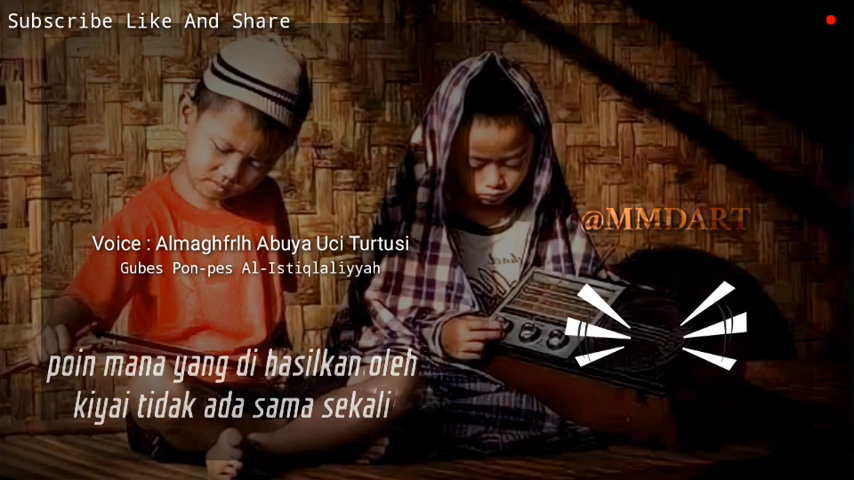 Subscribe Like And Share
@MMDART
Voice : Almaghfrlh Abuya Uci Turtusi
Gubes Pon-pes Al-Istiqlaliyyah
poin mana yang di hasilkan oleh
kiyai tidak ada sama sekali